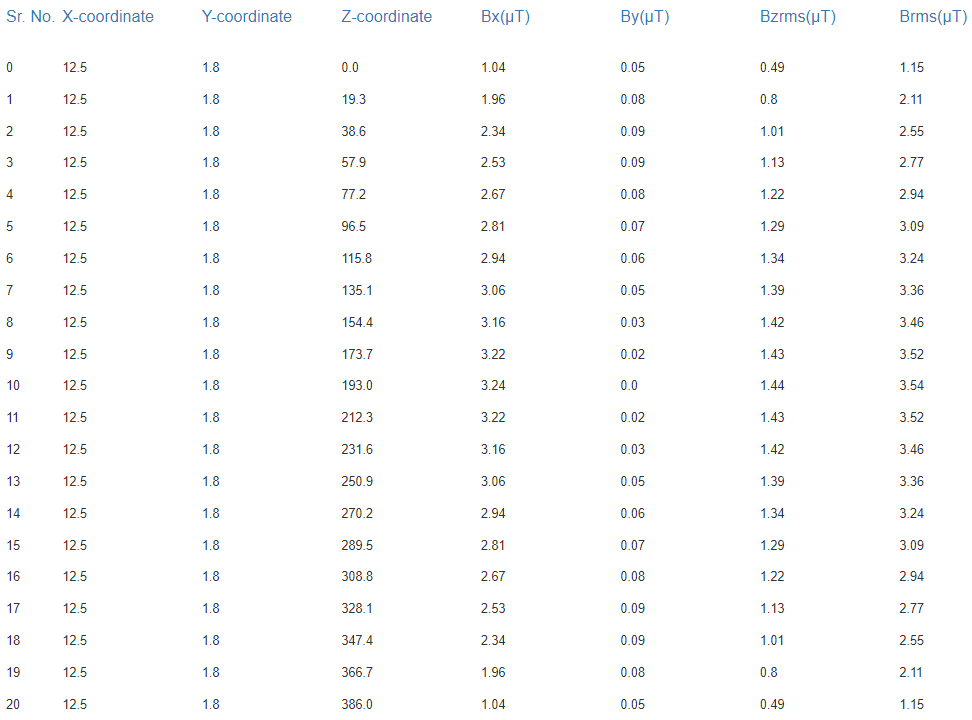 Sr. No. X-coordinate Y-coordinate Z-coordinate Bx(µT) By(µT) Bzrms(µT) Brms(µT)
0 12.5 1.8 0.0 1.04 0.05 0.49 1.15
1 12.5 1.8 19.3 1.96 0.08 0.8 2.11
2 12.5 1.8 38.6 2.34 0.09 1.01 2.55
3 12.5 1.8 57.9 2.53 0.09 1.13 2.77
4 12.5 1.8 77.2 2.67 0.08 1.22 2.94
5 12.5 1.8 96.5 2.81 0.07 1.29 3.09
6 12.5 1.8 115.8 2.94 0.06 1.34 3.24
7 12.5 1.8 135.1 3.06 0.05 1.39 3.36
8 12.5 1.8 154.4 3.16 0.03 1.42 3.46
9 12.5 1.8 173.7 3.22 0.02 1.43 3.52
10 12.5 1.8 193.0 3.24 0.0 1.44 3.54
11 12.5 1.8 212.3 3.22 0.02 1.43 3.52
12 12.5 1.8 231.6 3.16 0.03 1.42 3.46
13 12.5 1.8 250.9 3.06 0.05 1.39 3.36
14 12.5 1.8 270.2 2.94 0.06 1.34 3.24
15 12.5 1.8 289.5 2.81 0.07 1.29 3.09
16 12.5 1.8 308.8 2.67 0.08 1.22 2.94
17 12.5 1.8 328.1 2.53 0.09 1.13 2.77
18 12.5 1.8 347.4 2.34 0.09 1.01 2.55
19 12.5 1.8 366.7 1.96 0.08 0.8 2.11
20 12.5 1.8 386.0 1.04 0.05 0.49 1.15